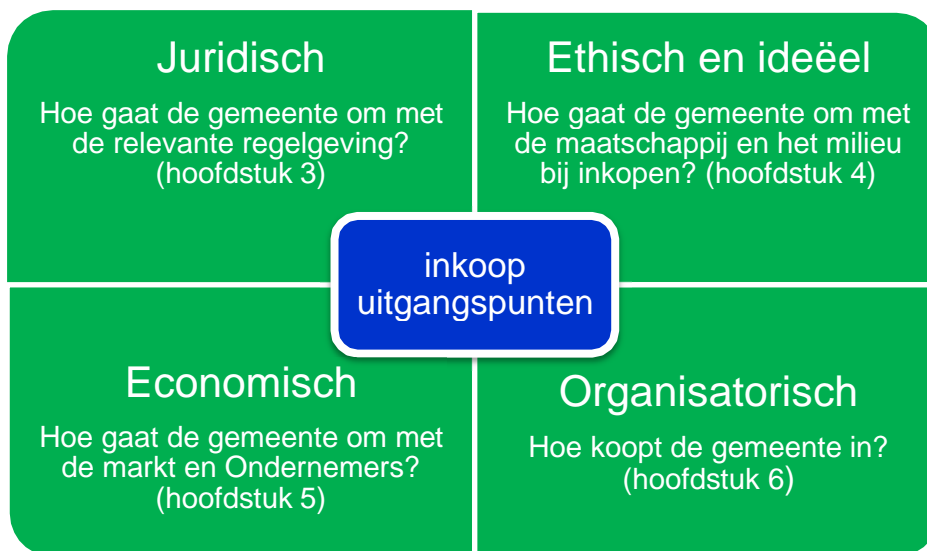 Juridisch
Hoe gaat de gemeente om met
de relevante regelgeving?
(hoofdstuk 3)
Ethisch en ideëel
Hoe gaat de gemeente om met
de maatschappij en het milieu
bij inkopen? (hoofdstuk 4)
inkoop
uitgangspunten
Economisch
Hoe gaat de gemeente om met
de markt en Ondernemers?
(hoofdstuk 5)
Organisatorisch
Hoe koopt de gemeente in?
(hoofdstuk 6)